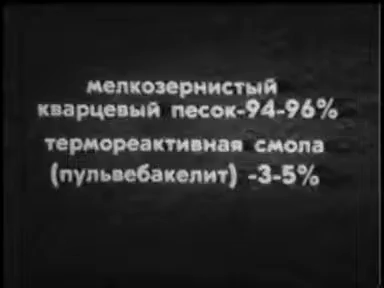 мелкозернистый
кварцевый песок-94-96%
термореактивная смола
(пульвебакелит) -3-5%